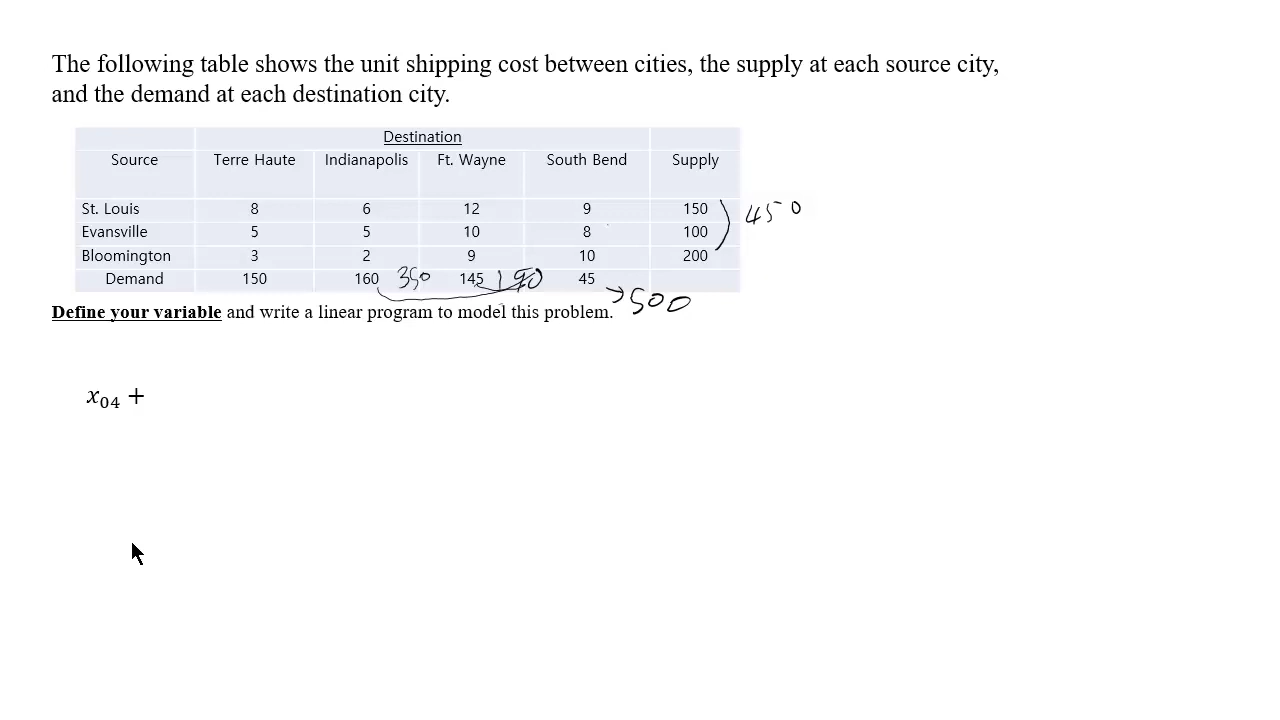 The following table shows the unit shipping cost between cities, the supply at each source city,
and the demand at each destination city.
Destination
Source Terre Haute Indianapolis Ft. Wayne South Bend Supply
St. Louis 8 6 12 9 150
Evansville 5 5 10 8 100
450
Bloomington 3 2 9 10 200
Demand 150 160 350 145 190 45
500
Define your variable and write a linear program to model this problem.
x₀₄ +